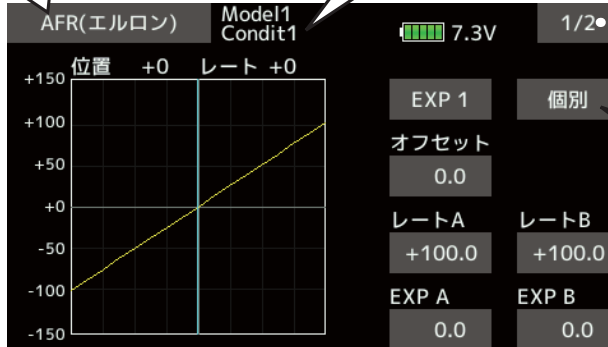 AFR(エルロン)
Model1
Condit1
7.3V
1/2
位置 +0 レート +0
+150
+100
+50
+0
-50
-100
-150
EXP 1
個別
オフセット
0.0
レートA
レートB
+100.0
+100.0
EXP A
EXP B
0.0
0.0